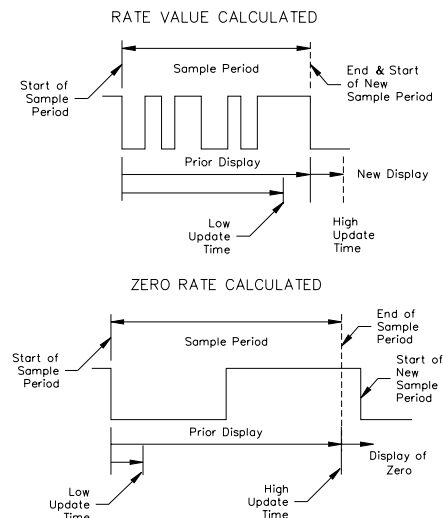 RATE VALUE CALCULATED
Sample Period
Start of
Sample
Period
End & Start
of New
Sample Period
Prior Display
New Display
Low
Update
Time
High
Update
Time
ZERO RATE CALCULATED
Sample Period
Start of
Sample
Period
End of
Sample
Period
Start of
New
Sample
Period
Prior Display
Display of
Zero
Low
Update
Time
High
Update
Time